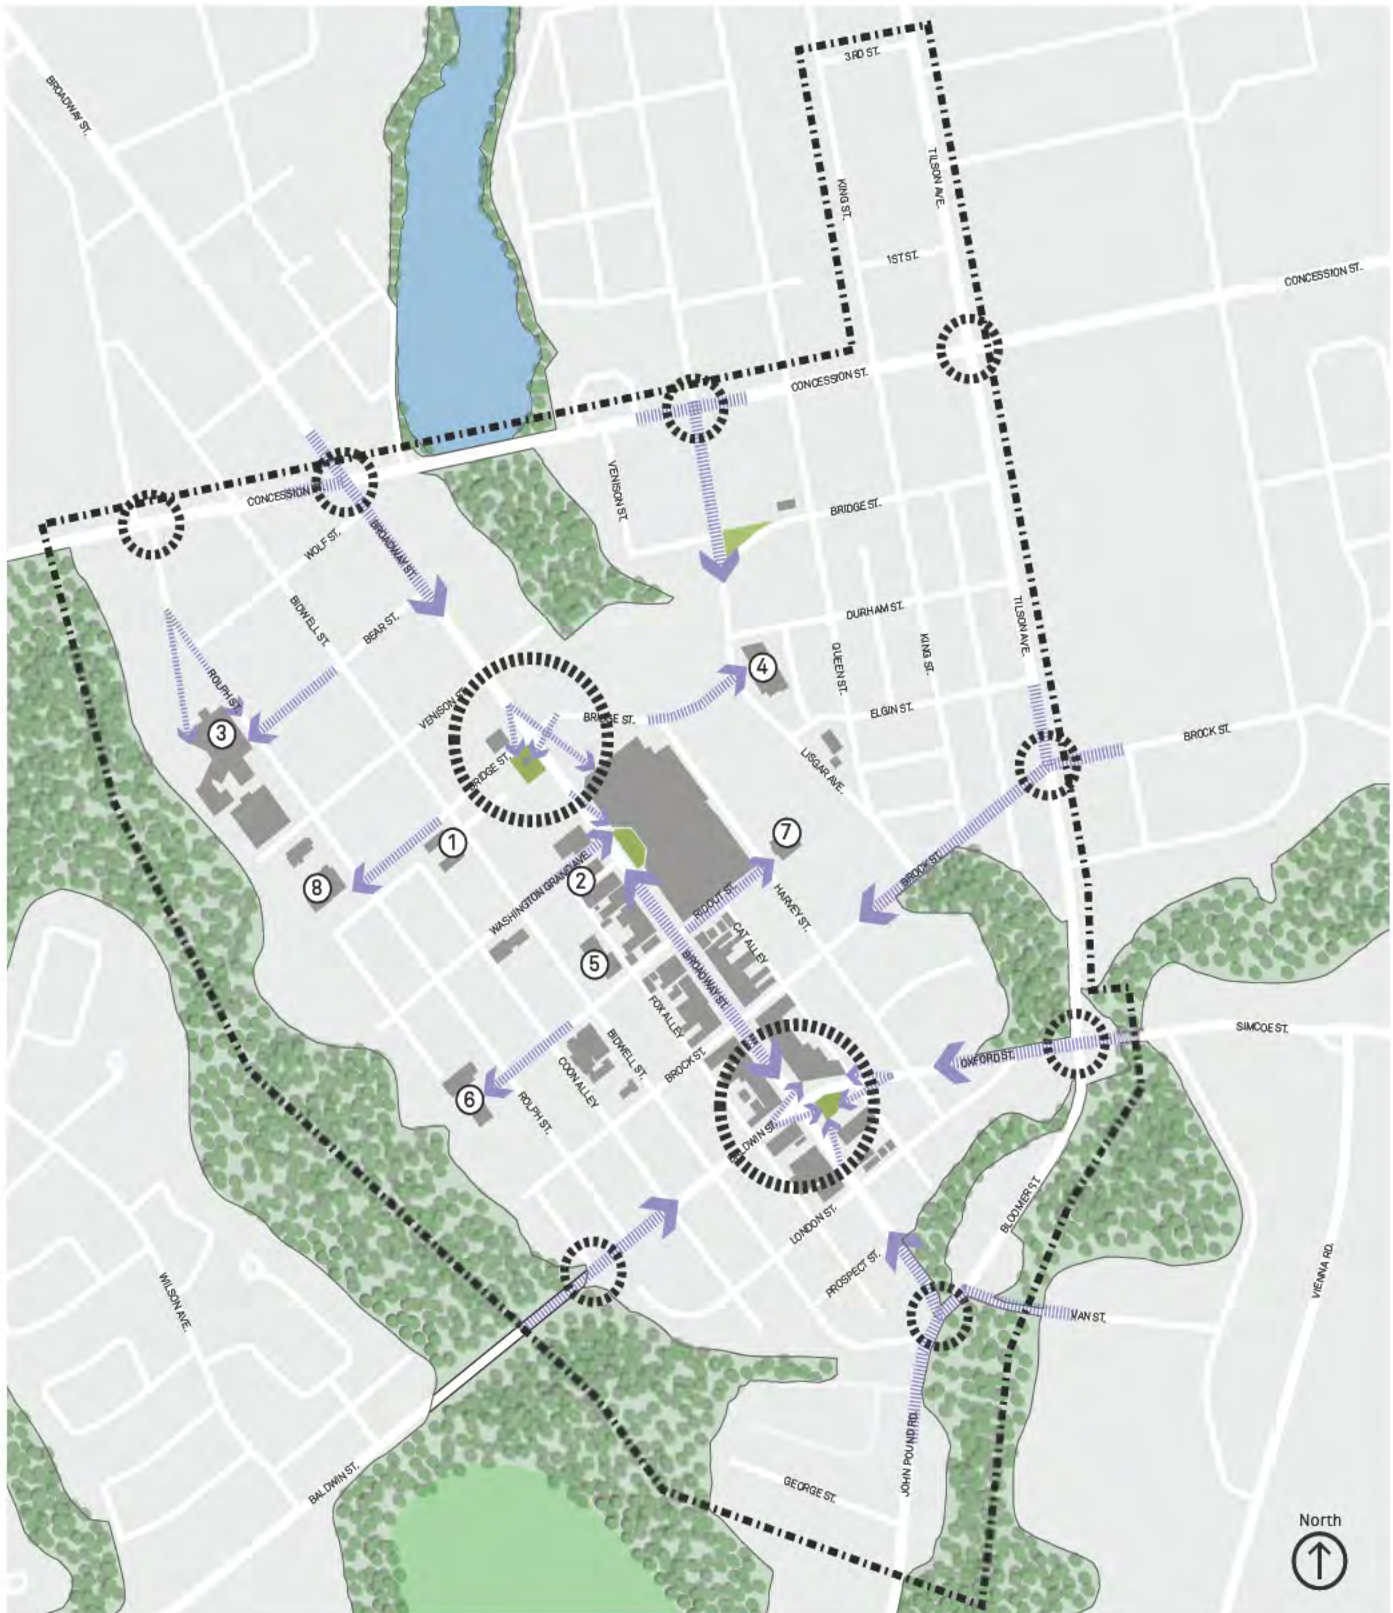 3RD ST.
BROADWAY ST.
TILSON AVE.
KING ST.
1ST ST.
CONCESSION ST.
CONCESSION ST.
VENISON ST.
CONCESSION
BRIDGE ST.
WOLF ST.
BROADWAY ST.
BIDWELL ST.
BEAR ST.
DURHAM ST.
TILSON AVE.
KING ST.
QUEEN ST.
4
ROLPH ST.
VENISON ST.
BRIDGE ST.
ELGIN ST.
3
BROCK ST.
LISGAR AVE.
BRIDGE ST.
1
7
WASHINGTON GRAND AVE.
2
8
BROCK ST.
RIDOUT ST.
HARVEY ST.
CAT ALLEY
5
BROADWAY ST.
FOX ALLEY
SIMCOE ST.
BIDWELL ST.
BROCK ST.
OXFORD ST.
COON ALLEY
6
ROLPH ST.
BALDWIN ST.
LONDON ST.
BLOOMER ST.
PROSPECT ST.
VIENNA RD.
WILSON AVE.
VAN ST.
JOHN POUND RD.
BALDWIN ST.
GEORGE ST.
North